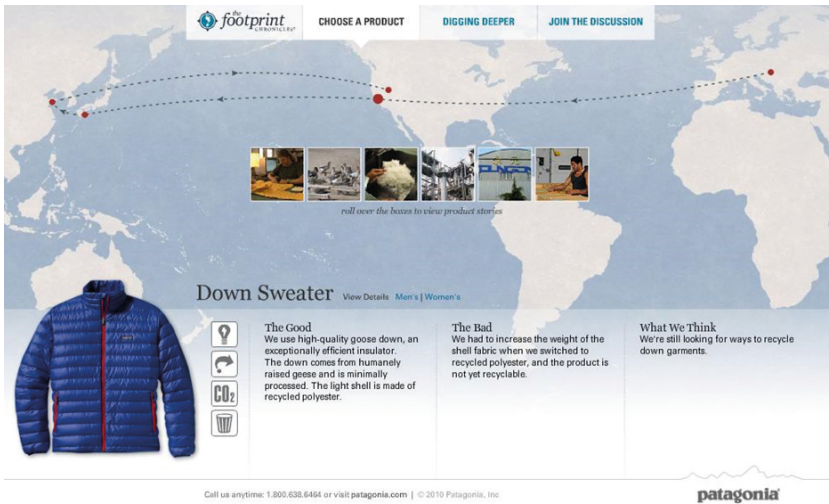 the
footprint
CHRONICLES®
CHOOSE A PRODUCT
DIGGING DEEPER
JOIN THE DISCUSSION
roll over the boxes to view product stories
Down Sweater View Details Men's | Women's
The Good
We use high-quality goose down, an
exceptionally efficient insulator.
The down comes from humanely
raised geese and is minimally
processed. The light shell is made of
recycled polyester.
The Bad
We had to increase the weight of the
shell fabric when we switched to
recycled polyester, and the product is
not yet recyclable.
What We Think
We're still looking for ways to recycle
down garments.
CO2
Call us anytime: 1.800.638.6464 or visit patagonia.com | © 2010 Patagonia, Inc
patagonia®